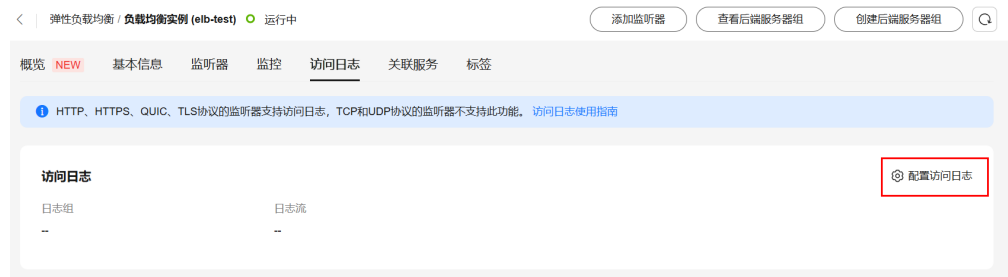 弹性负载均衡 / 负载均衡实例 (elb-test) 运行中 添加监听器 查看后端服务器组 创建后端服务器组
概览 NEW 基本信息 监听器 监控 访问日志 关联服务 标签
HTTP、HTTPS、QUIC、TLS协议的监听器支持访问日志，TCP和UDP协议的监听器不支持此功能。 访问日志使用指南
访问日志 配置访问日志
日志组 日志流
-- --